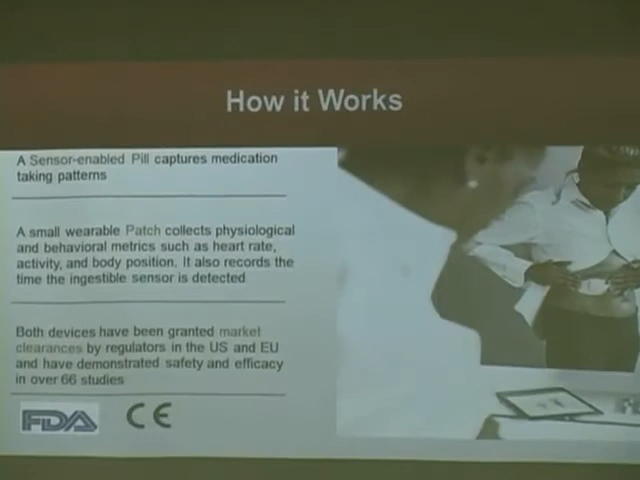 How it Works
A Sensor-enabled Pill captures medication
taking patterns
A small wearable Patch collects physiological
and behavioral metrics such as heart rate,
activity, and body position. It also records the
time the ingestible sensor is detected
Both devices have been granted market
clearances by regulators in the US and EU
and have demonstrated safety and efficacy
in over 66 studies
FDA CE